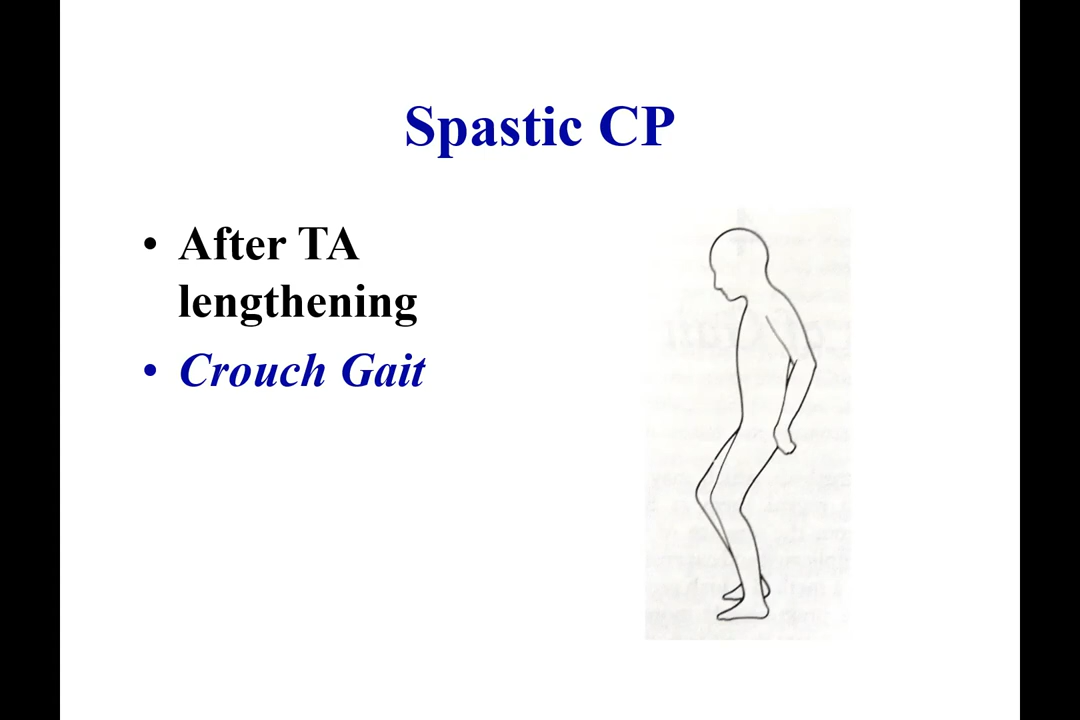 Spastic CP
• After TA
lengthening
• Crouch Gait